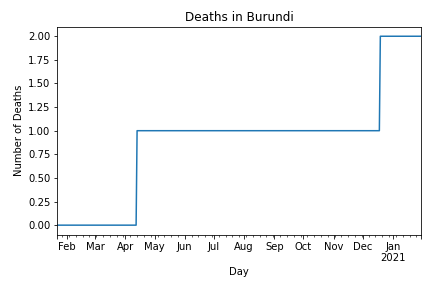 Deaths in Burundi
Number of Deaths
2.00
1.75
1.50
1.25
1.00
0.75
0.50
0.25
0.00
Feb Mar Apr May Jun Jul Aug Sep Oct Nov Dec Jan
2021
Day